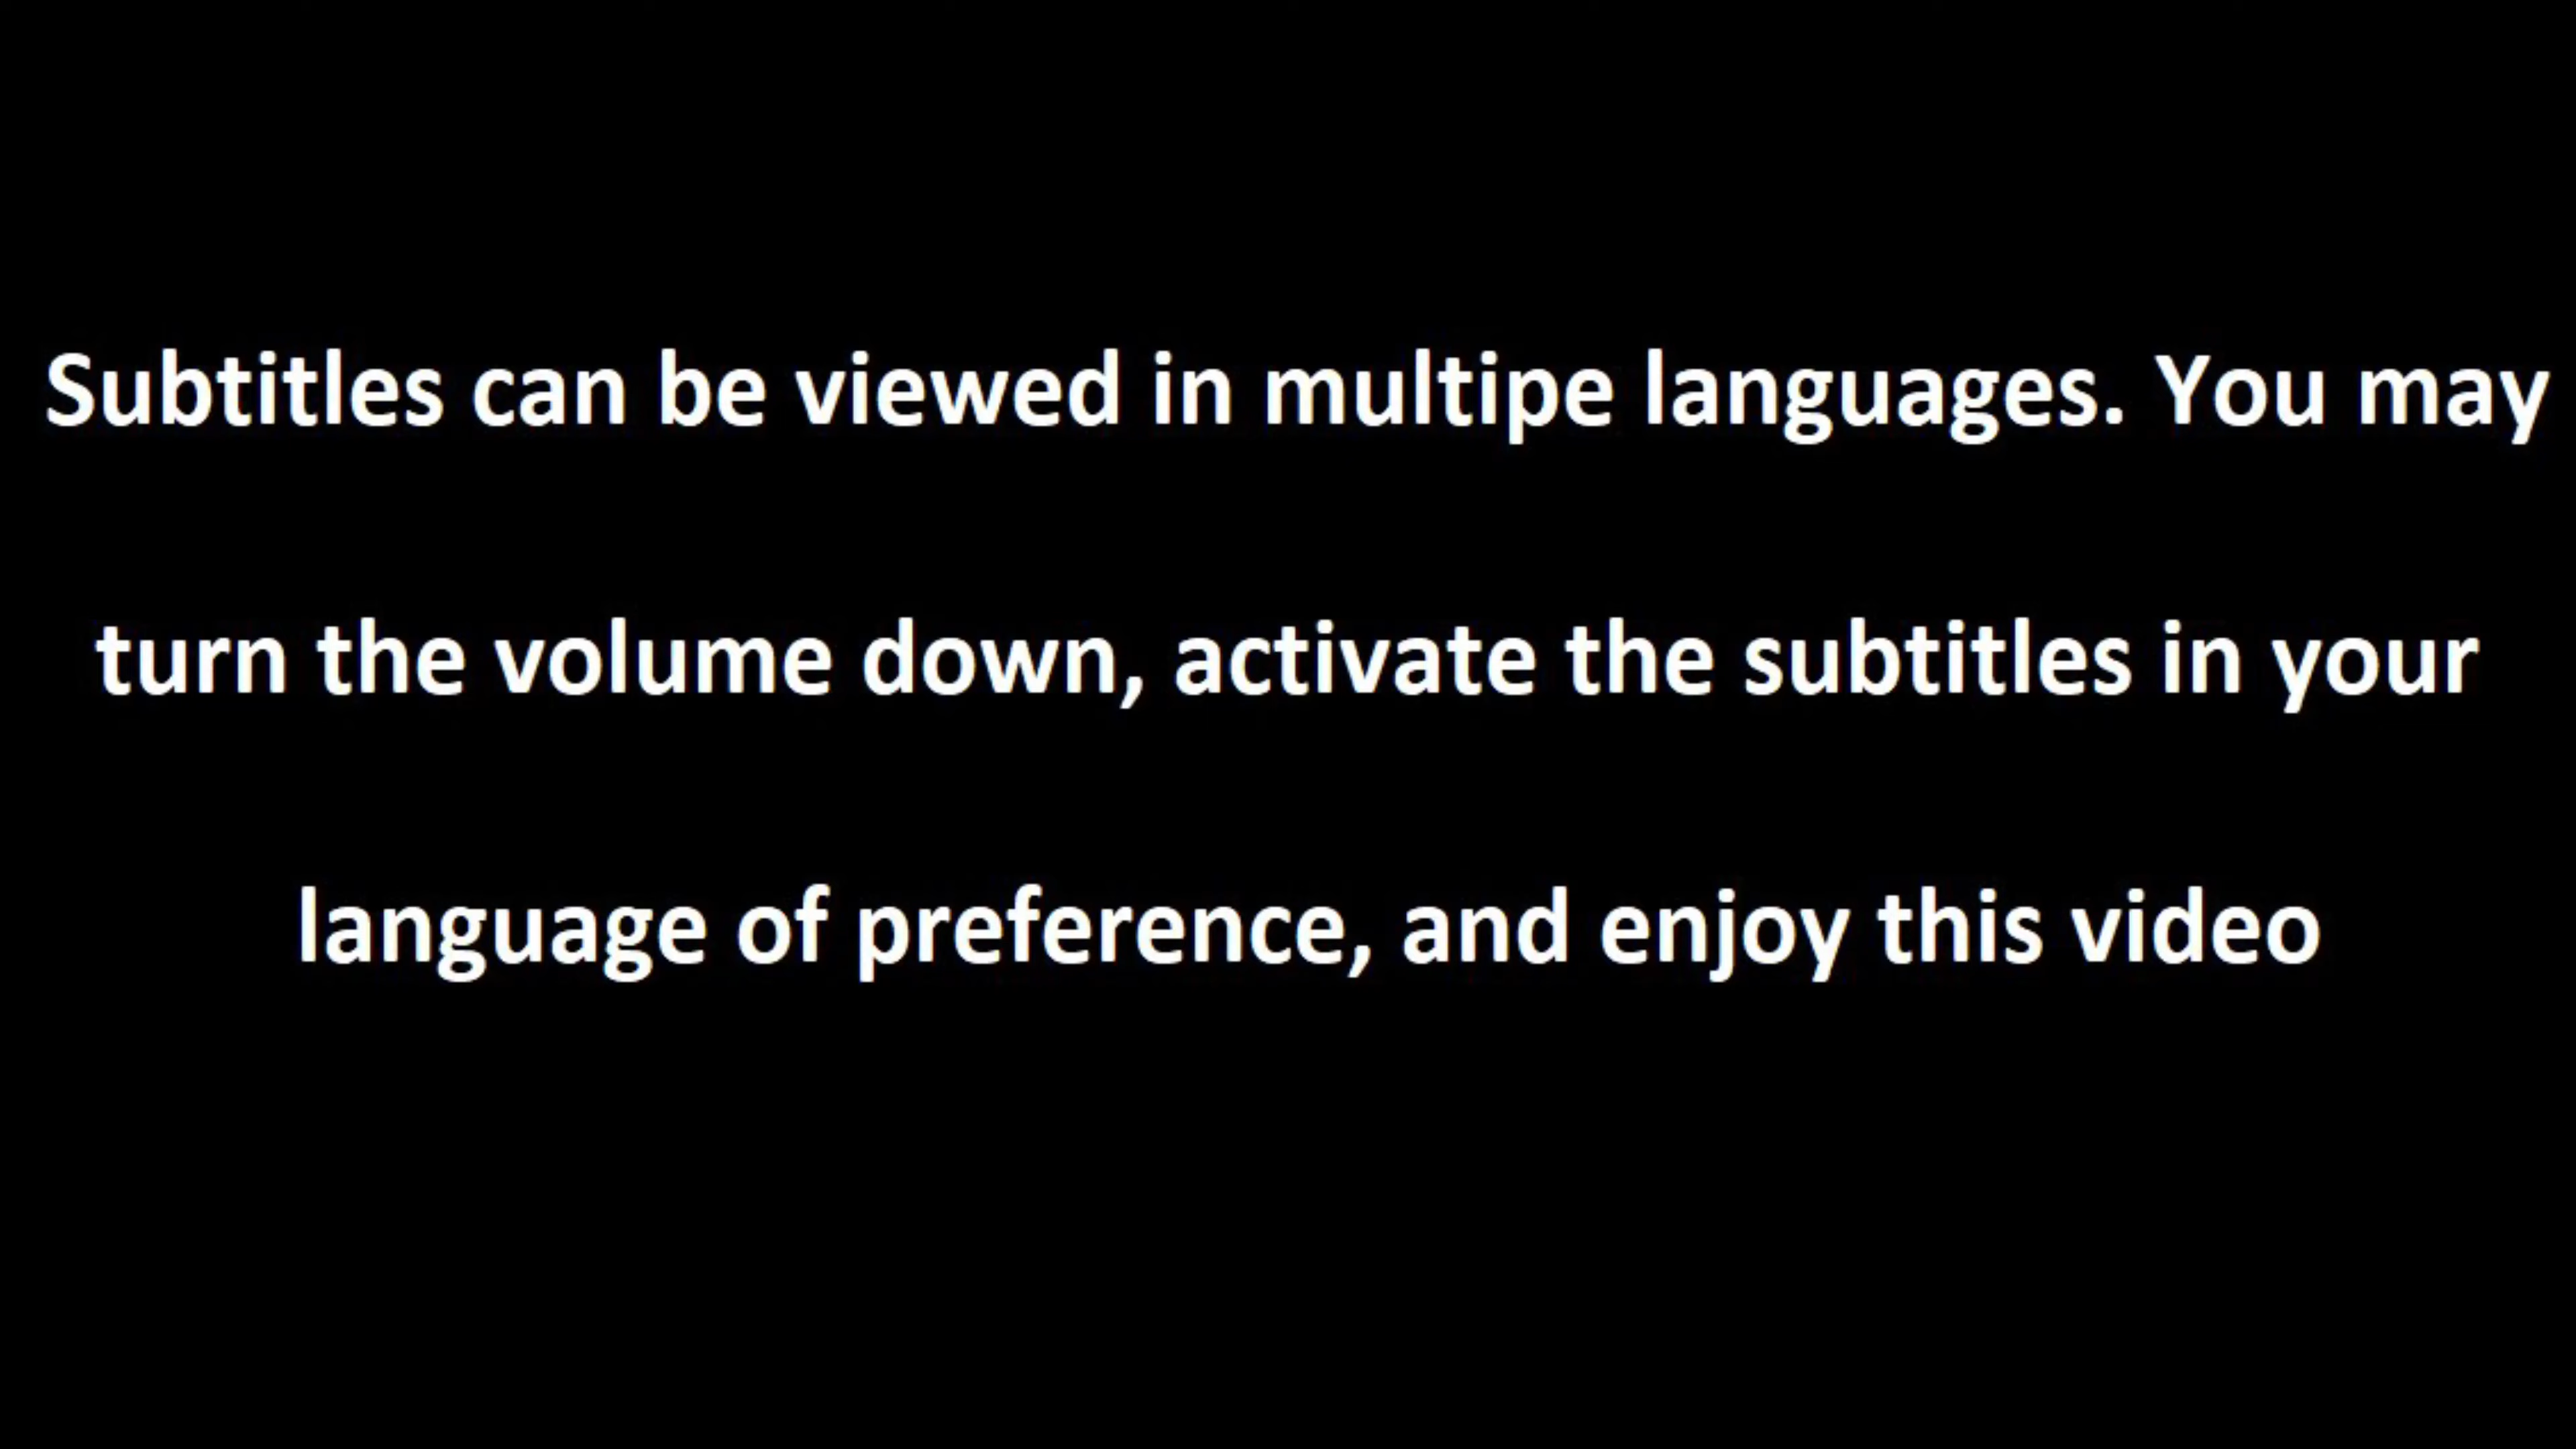 Subtitles can be viewed in multipe languages. You may
turn the volume down, activate the subtitles in your
language of preference, and enjoy this video